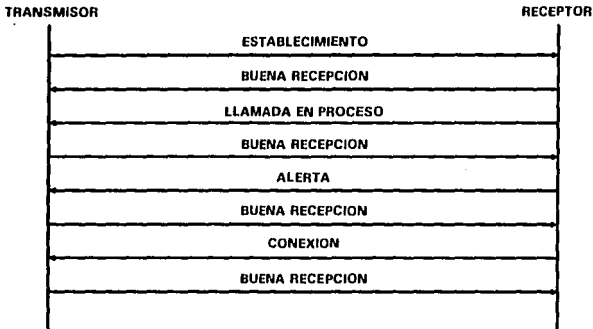 TRANSMISOR RECEPTOR
ESTABLECIMIENTO
BUENA RECEPCION
LLAMADA EN PROCESO
BUENA RECEPCION
ALERTA
BUENA RECEPCION
CONEXION
BUENA RECEPCION